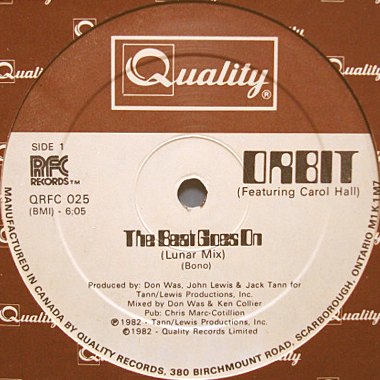 Quality®
SIDE 1
RFC
RECORDS™
QRFC 025
(BMI) - 6:05
ORBIT
(Featuring Carol Hall)
The Beat Goes On
(Lunar Mix)
(Bono)
Produced by: Don Was, John Lewis & Jack Tann for
Tann/Lewis Productions, Inc.
Mixed by Don Was & Ken Collier
Pub: Chris Marc-Cotillion
℗1982 - Tann/Lewis Productions, Inc.
©1982 - Quality Records Limited
MANUFACTURED IN CANADA BY QUALITY RECORDS, 380 BIRCHMOUNT ROAD, SCARBOROUGH, ONTARIO M1K 1M7
Quality
Quality